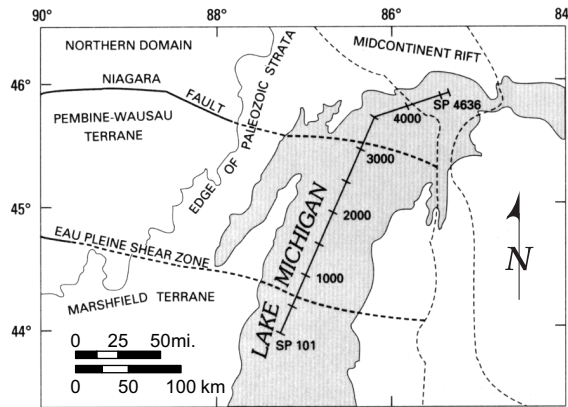 90° 88° 86° 84
NORTHERN DOMAIN
MIDCONTINENT RIFT
46°
NIAGARA
FAULT
PEMBINE-WAUSAU
TERRANE
EDGE OF PALEOZOIC STRATA
SP 4636
4000
3000
45°
2000
LAKE MICHIGAN
EAU PLEINE SHEAR ZONE
1000
MARSHFIELD TERRANE
N
44°
SP 101
0 25 50mi.
0 50 100 km